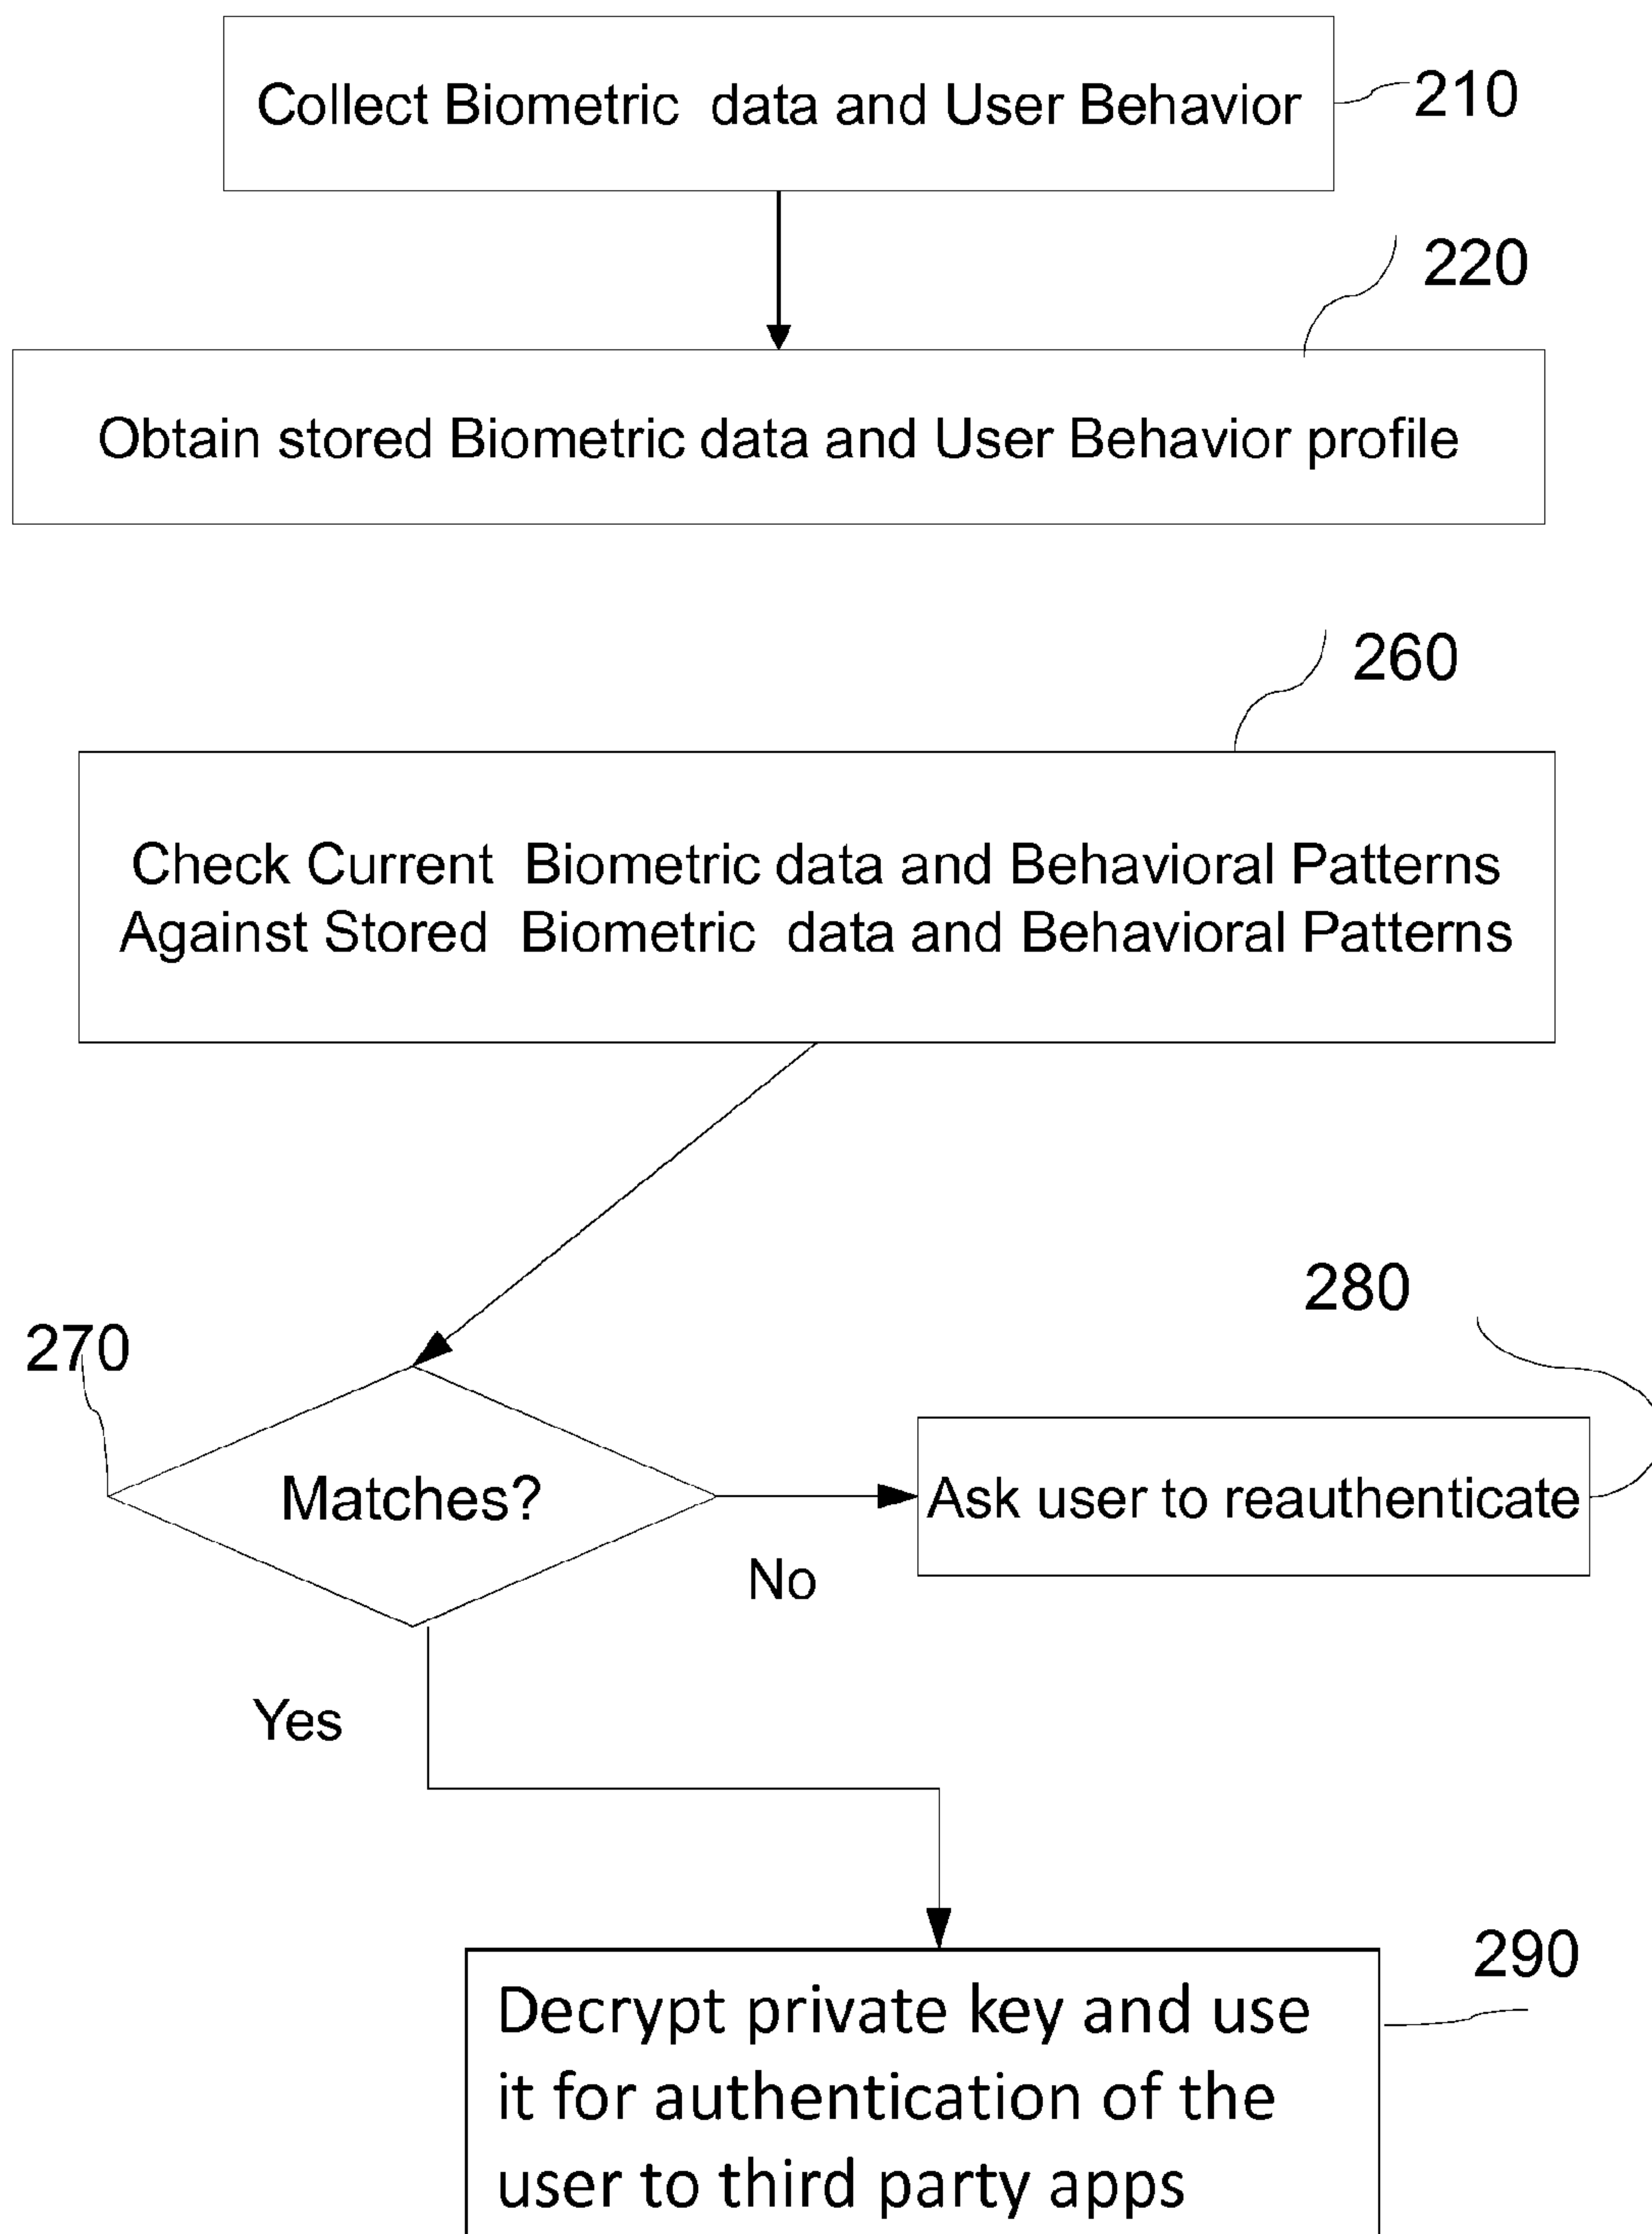 Collect Biometric data and User Behavior
210
220
Obtain stored Biometric data and User Behavior profile
260
Check Current Biometric data and Behavioral Patterns
Against Stored Biometric data and Behavioral Patterns
280
270
Matches?
Ask user to reauthenticate
No
Yes
290
Decrypt private key and use
it for authentication of the
user to third party apps